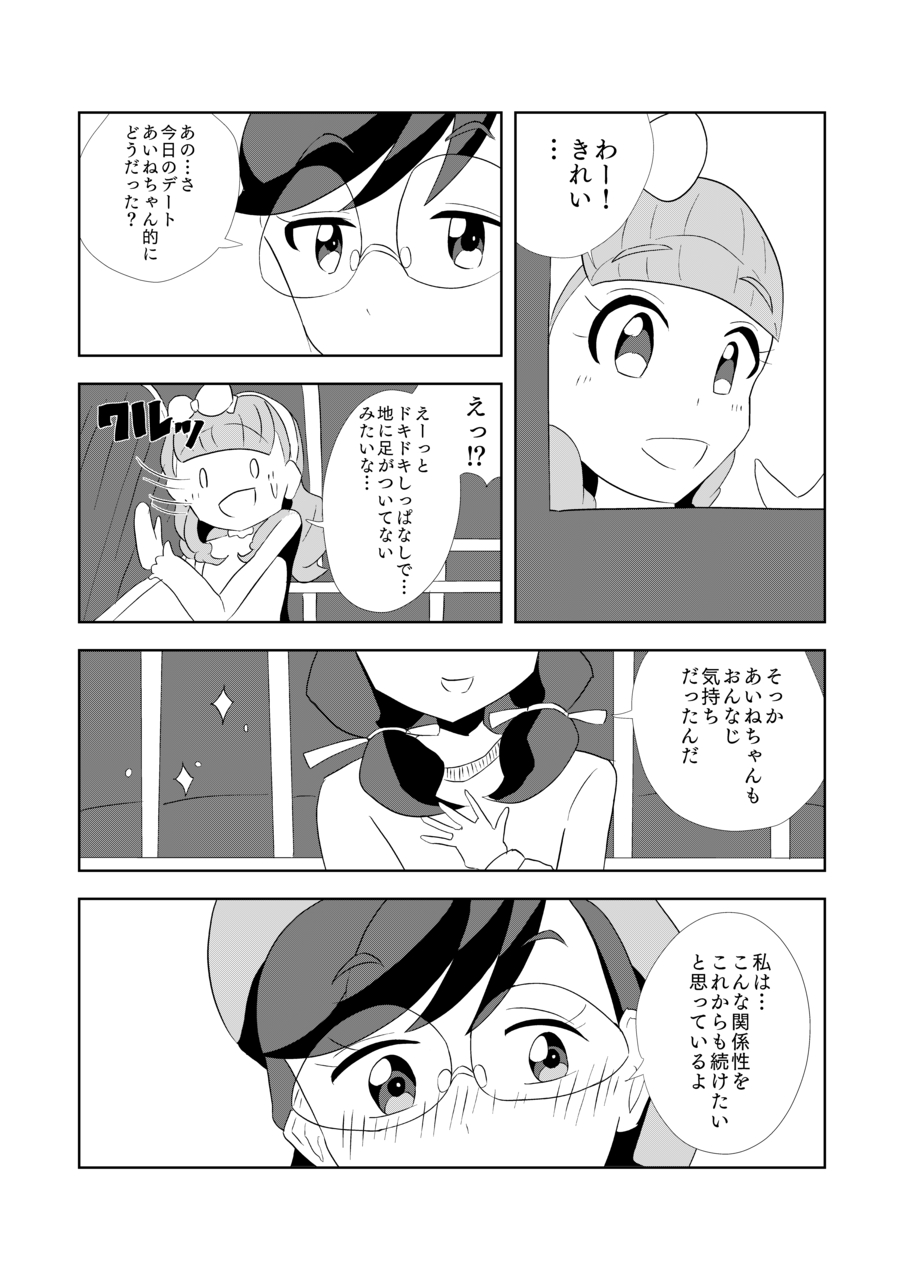 わー!
きれい
…
あの…さ
今日のデート
あいねちゃん的に
どうだった?
えっ!?
えーっと
ドキドキしっぱなしで…
地に足がついてない
みたいな…
クルッ
そっか
あいねちゃんも
おんなじ
気持ち
だったんだ
私は…
こんな関係性を
これからも続けたい
と思っているよ